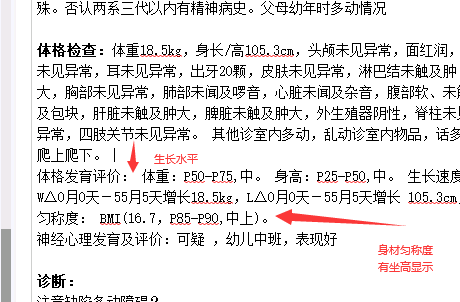 殊。否认两系三代以内有精神病史。父母幼年时多动情况
体格检查：体重18.5kg，身长/高105.3cm，头颅未见异常，面红润，
未见异常，耳未见异常，出牙20颗，皮肤未见异常，淋巴结未触及肿
大，胸部未见异常，肺部未闻及啰音，心脏未闻及杂音，腹部软、未触
及包块，肝脏未触及肿大，脾脏未触及肿大，外生殖器阴性，脊柱未见
异常，四肢关节未见异常。 其他诊室内多动，乱动诊室内物品，话多
爬上爬下。
生长水平
体格发育评价： 体重：P50-P75,中。 身高：P25-P50,中。 生长速度
W△0月0天－55月5天增长18.5kg，L△0月0天－55月5天增长 105.3cm
匀称度： BMI(16.7，P85-P90,中上)。
身材匀称度
有坐高显示
神经心理发育及评价：可疑 ，幼儿中班，表现好
诊断：
注意缺陷多动障碍？